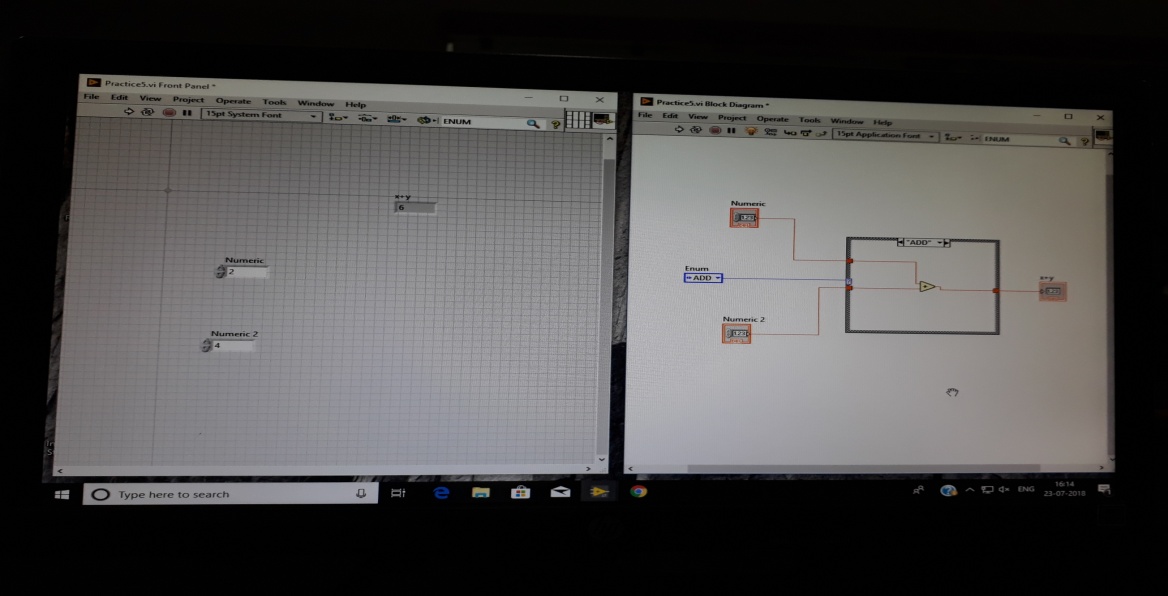 Practice5.vi Front Panel *
File Edit View Project Operate Tools Window Help
15pt System Font
ENUM
x+y
6
Numeric
2
Numeric 2
4
Practice5.vi Block Diagram *
File Edit View Project Operate Tools Window Help
15pt Application Font
ENUM
Numeric
"ADD"
Enum
ADD
x+y
Numeric 2
Type here to search
ENG
16:14
23-07-2018